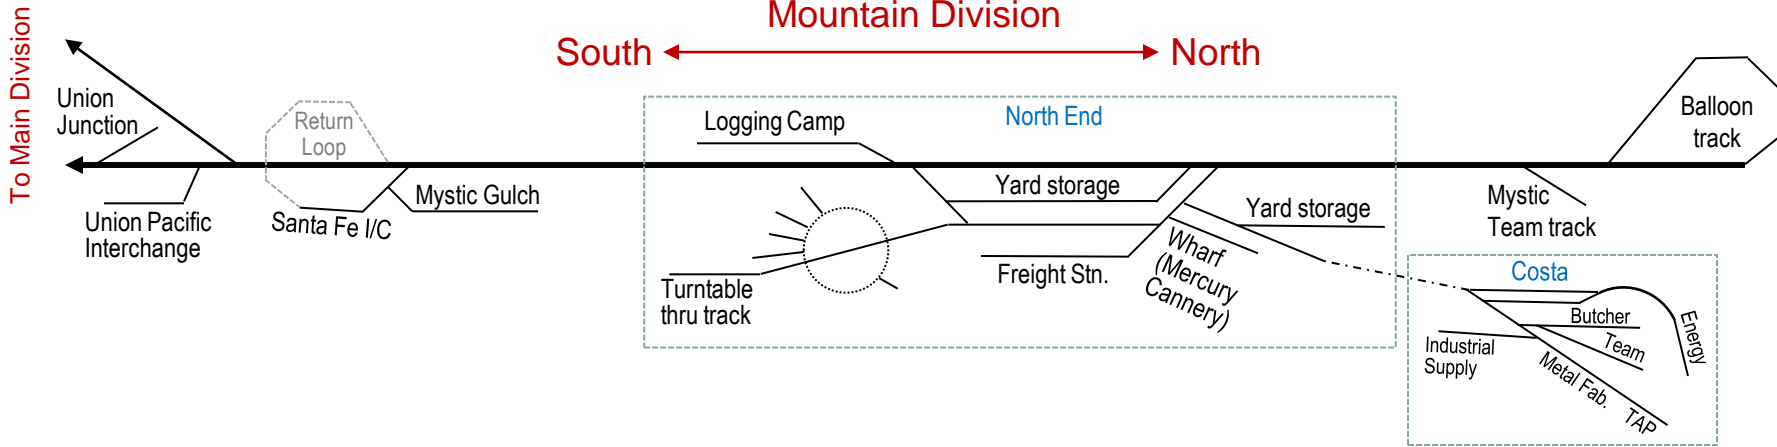 Mountain Division
South
North
To Main Division
Union
Junction
Return
Loop
Logging Camp
North End
Balloon
track
Union Pacific
Interchange
Santa Fe I/C
Mystic Gulch
Yard storage
Yard storage
Mystic
Team track
Turntable
thru track
Freight Stn.
Wharf
(Mercury
Cannery)
Costa
Butcher
Team
Energy
Industrial
Supply
Metal Fab.
TAP